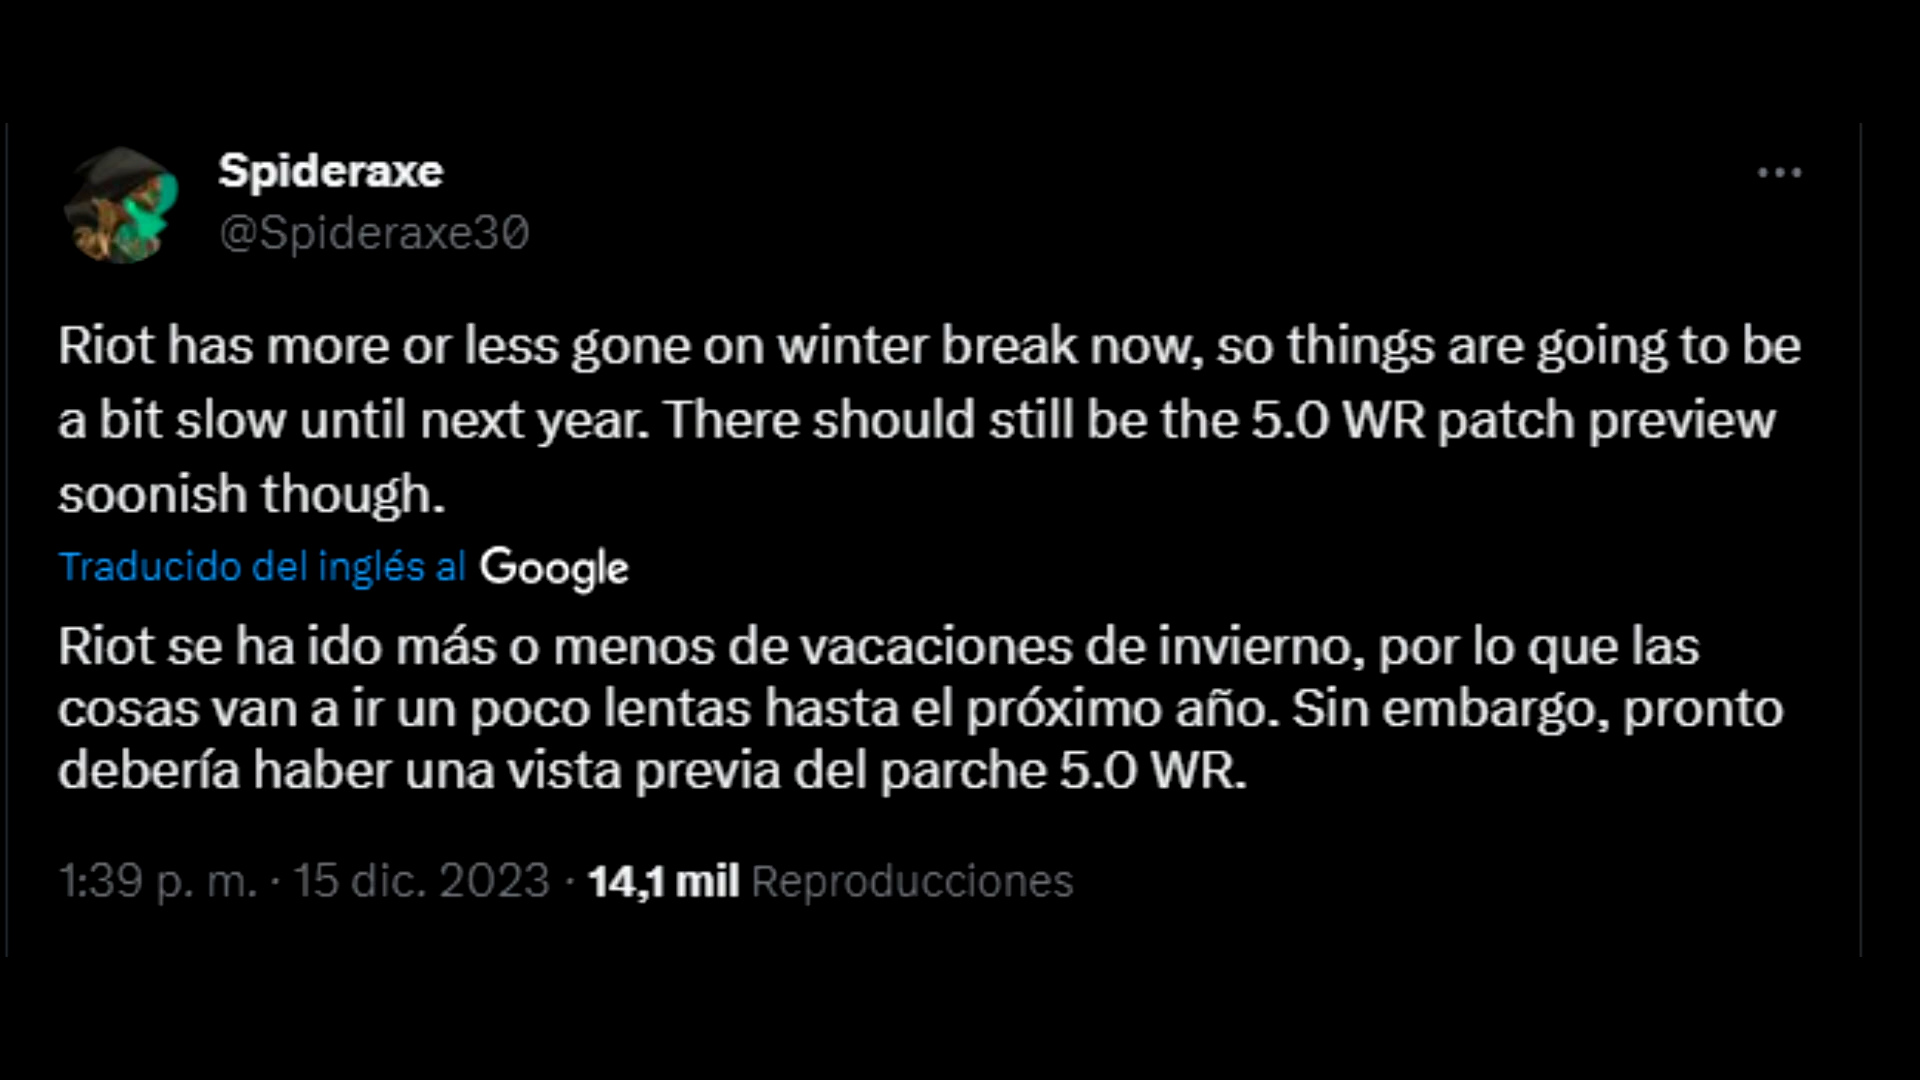 Spideraxe
@Spideraxe30
Riot has more or less gone on winter break now, so things are going to be
a bit slow until next year. There should still be the 5.0 WR patch preview
soonish though.
Traducido del inglés al Google
Riot se ha ido más o menos de vacaciones de invierno, por lo que las
cosas van a ir un poco lentas hasta el próximo año. Sin embargo, pronto
debería haber una vista previa del parche 5.0 WR.
1:39 p. m. · 15 dic. 2023 · 14,1 mil Reproducciones